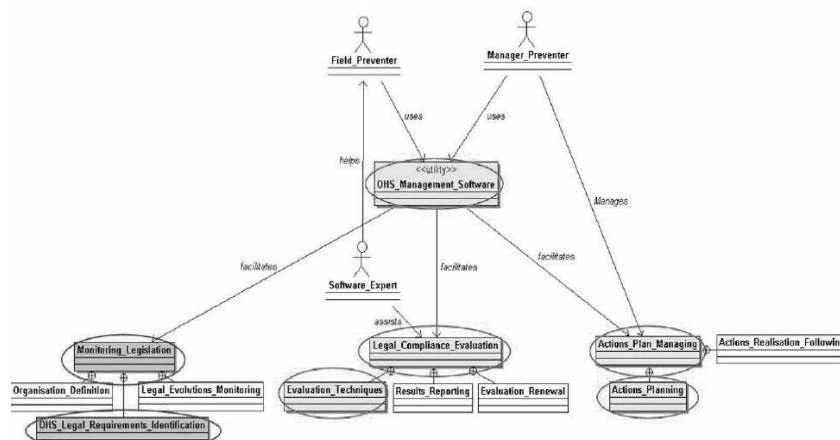 Field_Preventer
Manager_Preventer
uses
uses
helps
<<utility>>
OHS_Management_Software
Manages
facilitates
facilitates
facilitates
Software_Expert
assists
Monitoring_Legislation
Legal_Compliance_Evaluation
Actions_Plan_Managing
Actions_Realisation_Followin
Organisation_Definition
Legal_Evolutions_Monitoring
Evaluation_Techniques
Results_Reporting
Evaluation_Renewal
Actions_Planning
OHS_Legal_Requirements_Identification